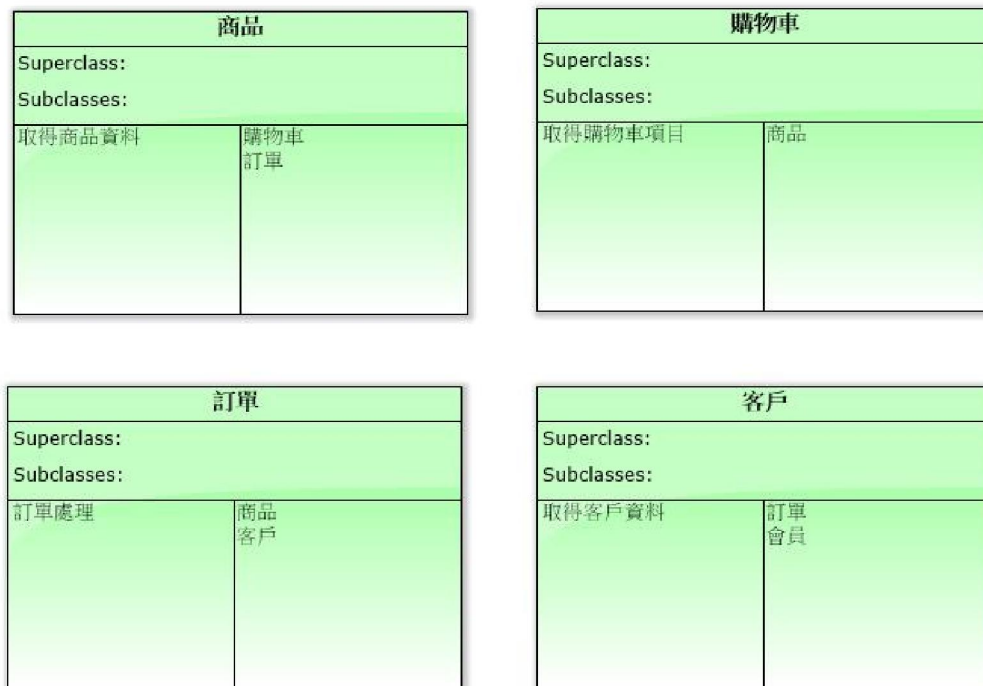 商品
Superclass:
Subclasses:
取得商品資料
購物車
訂單
購物車
Superclass:
Subclasses:
取得購物車項目
商品
訂單
Superclass:
Subclasses:
訂單處理
商品
客戶
客戶
Superclass:
Subclasses:
取得客戶資料
訂單
會員